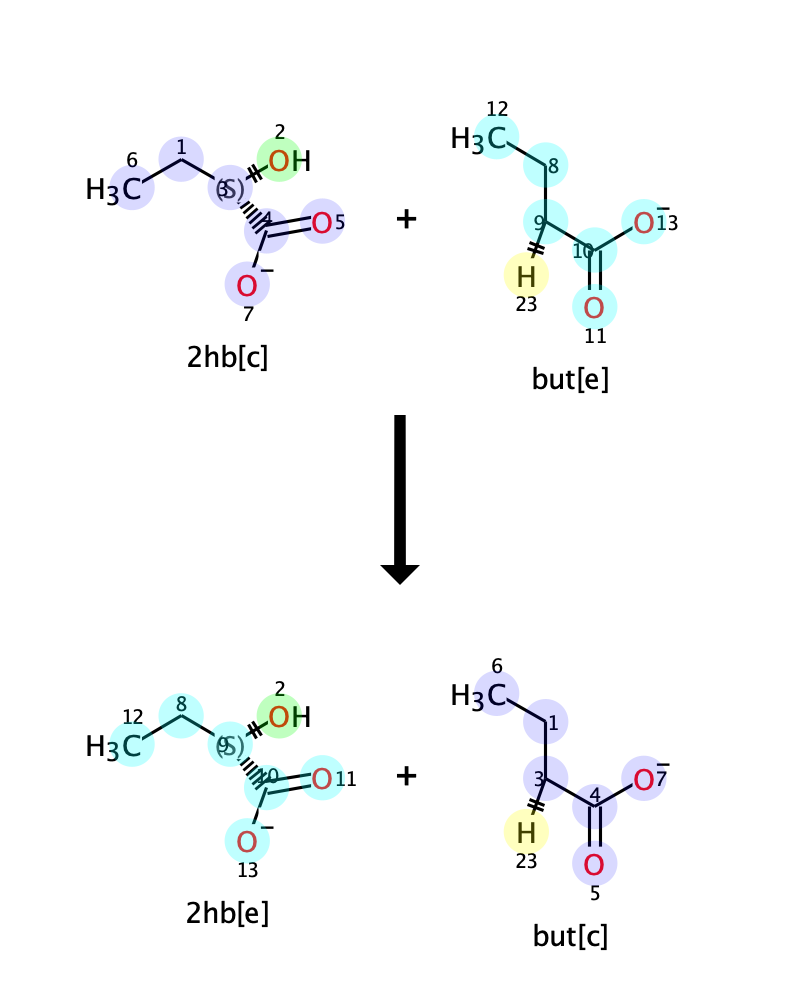 12
2
H₃C
6 1 OH 8
H₃C 3 (S)
4 O 5 + 9 O⁻ 13
10
O⁻ H
7 23 O
11
2hb[c] but[e]
6
2 H₃C
12 8 OH 1
H₃C 9 (S)
10 O 11 + 3 4 O⁻ 7
O⁻ H
13 23 O
5
2hb[e] but[c]